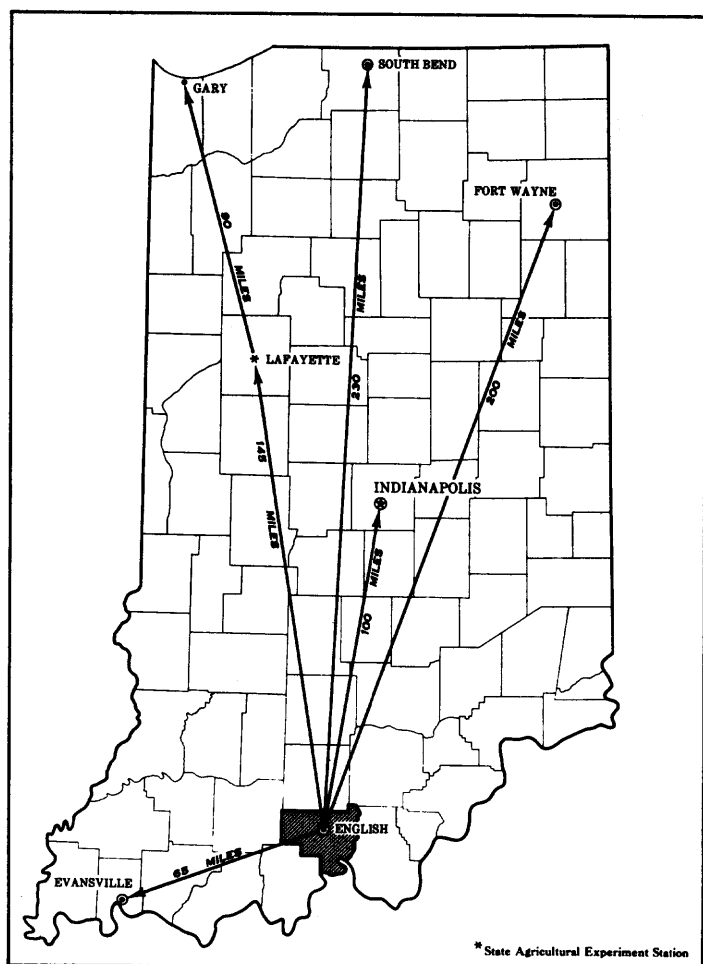 SOUTH BEND
GARY
FORT WAYNE
90
MILES
MILES
MILES
* LAFAYETTE
230
200
145
INDIANAPOLIS
MILES
MILES
100
ENGLISH
65 MILES
EVANSVILLE
* State Agricultural Experiment Station